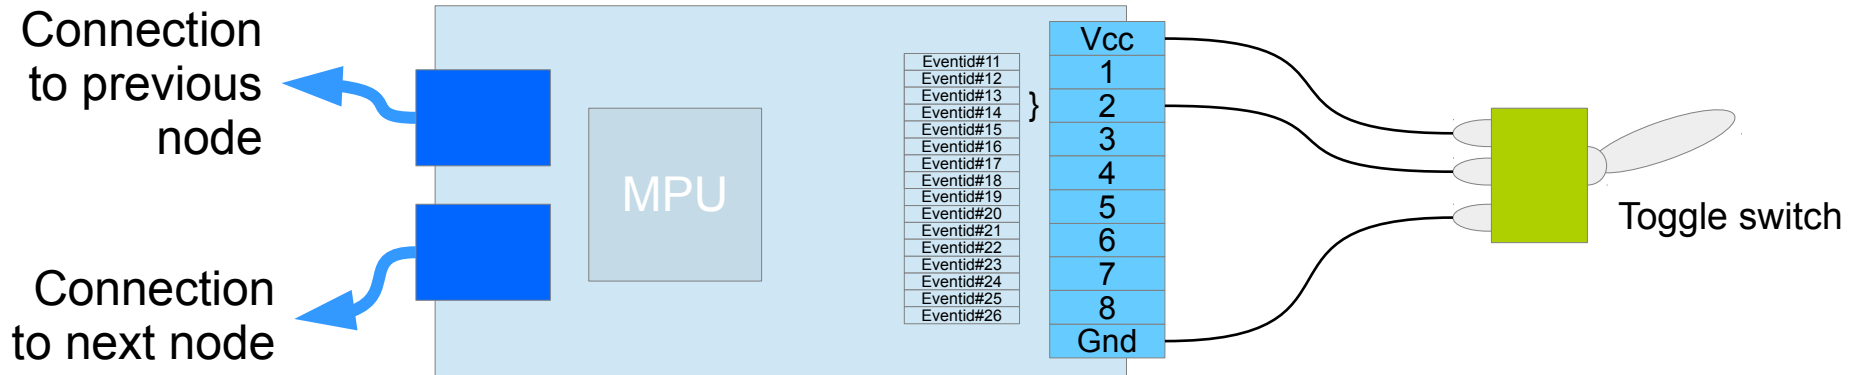 Connection
to previous
node
Connection
to next node
MPU
Eventid#11
Eventid#12
Eventid#13
Eventid#14
Eventid#15
Eventid#16
Eventid#17
Eventid#18
Eventid#19
Eventid#20
Eventid#21
Eventid#22
Eventid#23
Eventid#24
Eventid#25
Eventid#26
}
Vcc
1
2
3
4
5
6
7
8
Gnd
Toggle switch